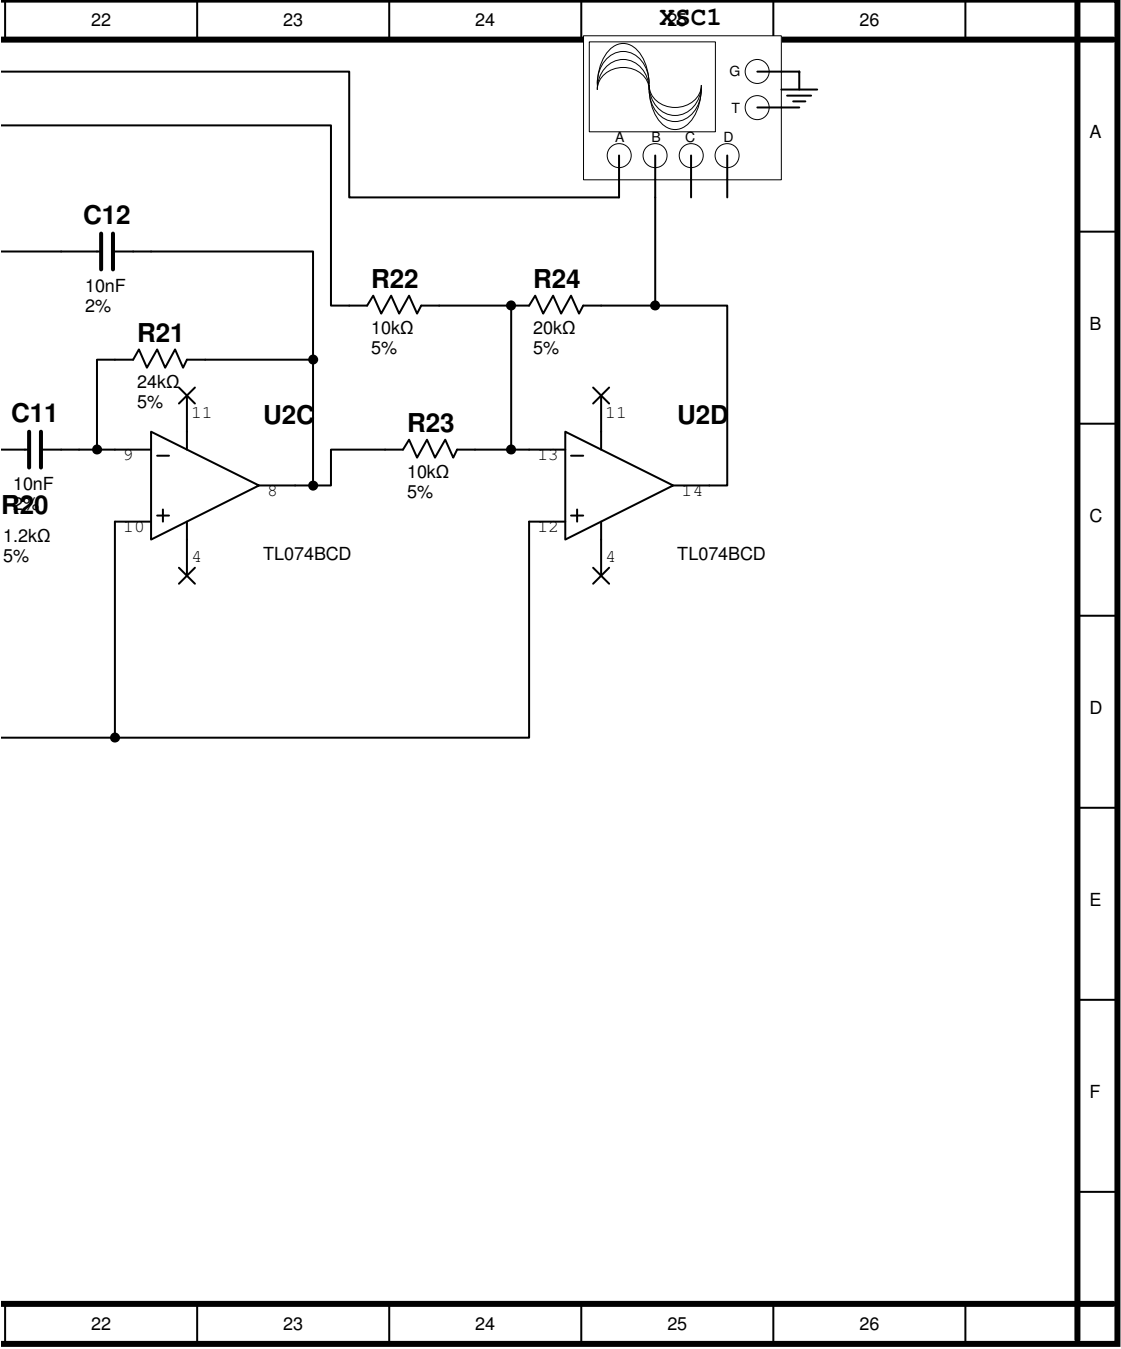 22 23 24 26
XSC1
G
T
A B C D
A
C12
10nF
2%
R22
10kΩ
5%
R24
20kΩ
5%
B
R21
24kΩ
5%
11
U2C
11
U2D
C11
10nF
R20
1.2kΩ
5%
9
8
10
4
TL074BCD
R23
10kΩ
5%
13
14
12
4
TL074BCD
C
D
E
F
22 23 24 25 26